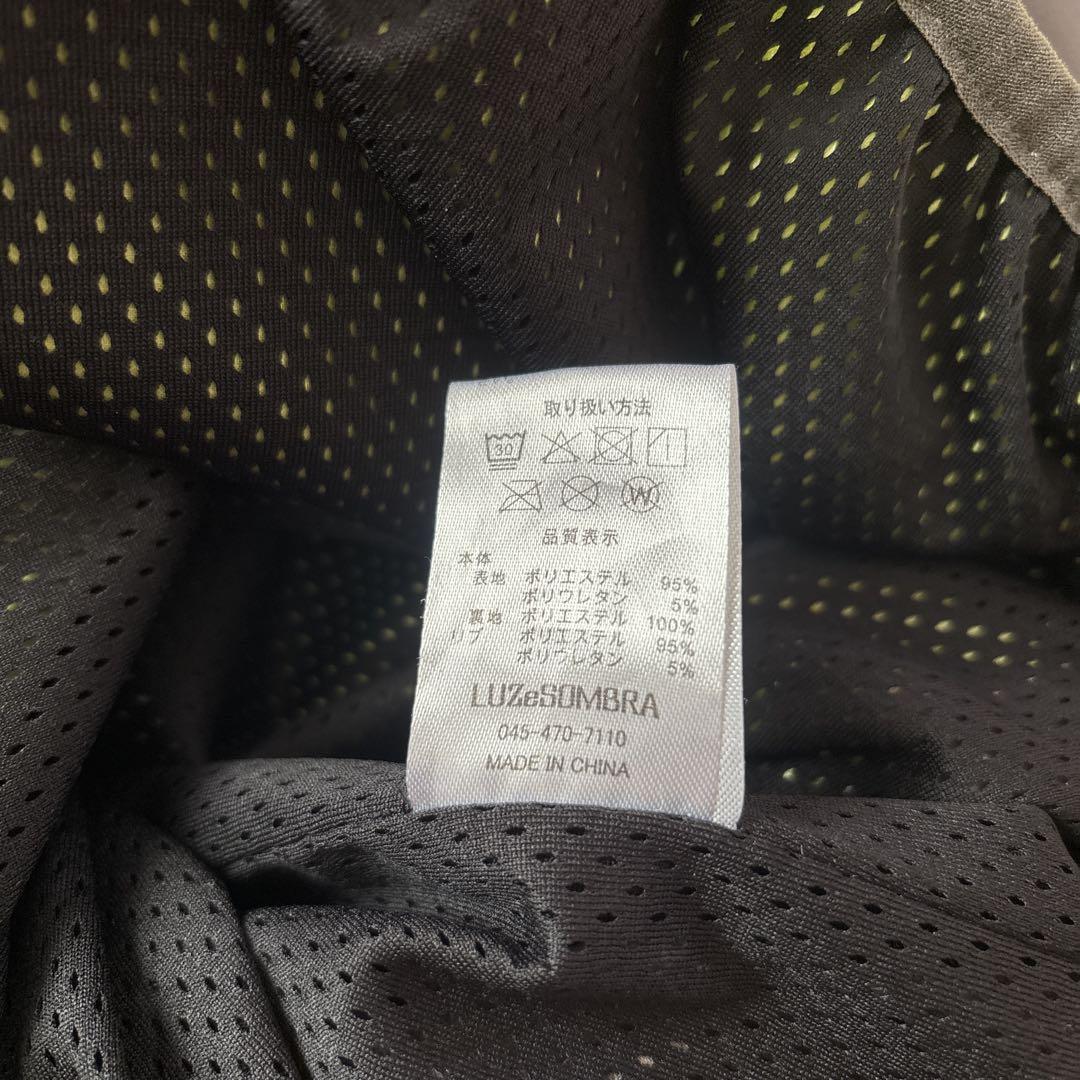 取り扱い方法
30
W
品質表示
本体
表地 ポリエステル 95%
ポリウレタン 5%
裏地 ポリエステル 100%
リブ ポリエステル 95%
ポリウレタン 5%
LUZeSOMBRA
045-470-7110
MADE IN CHINA